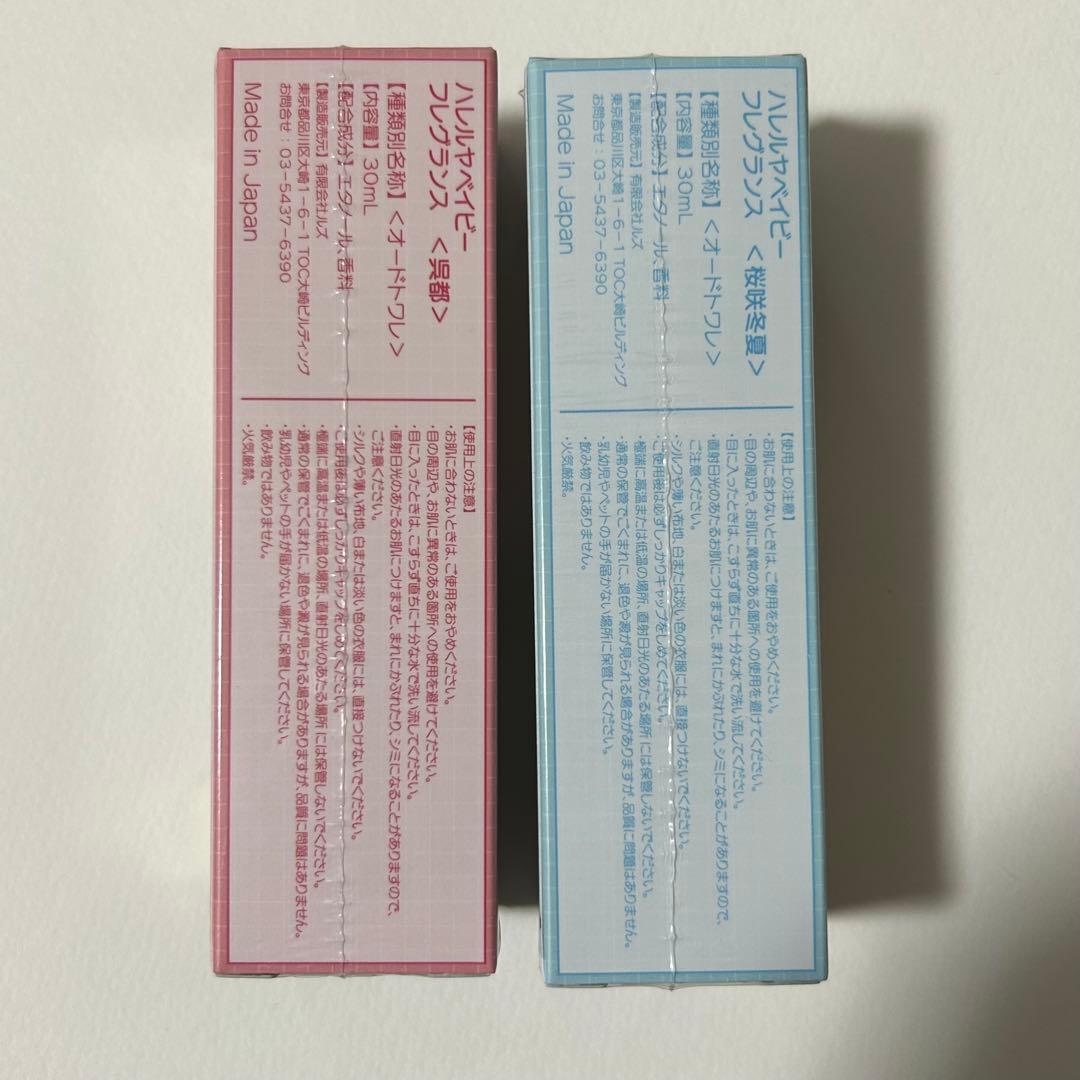 ハレルヤベイビー
フレグランス <呉都>
【種類別名称】<オードトワレ>
【内容量】30mL
【配合成分】エタノール、香料
【製造販売元】有限会社ルズ
東京都品川区大崎1-6-1 TOC大崎ビルディング
お問合せ:03-5437-6390
Made in Japan
【使用上の注意】
・お肌に合わないときは、ご使用をおやめください。
・目の周辺や、お肌に異常のある箇所への使用を避けてください。
・目に入ったときは、こすらず直ちに十分な水で洗い流してください。
・直射日光のあたるお肌につけますと、まれにかぶれたり、シミになることがありますので、
ご注意ください。
・シルクや薄い布地、白または淡い色の衣服には、直接つけないでください。
・ご使用後は必ずしっかりキャップをしめてください。
・極端に高温または低温の場所、直射日光のあたる場所には保管しないでください。
・通常の保管でごくまれに、退色や澱が見られる場合がありますが、品質に問題はありません。
・乳幼児やペットの手が届かない場所に保管してください。
・飲み物ではありません。
・火気厳禁。
ハレルヤベイビー
フレグランス <桜咲冬夏>
【種類別名称】<オードトワレ>
【内容量】30mL
【配合成分】エタノール、香料
【製造販売元】有限会社ルズ
東京都品川区大崎1-6-1 TOC大崎ビルディング
お問合せ:03-5437-6390
Made in Japan
【使用上の注意】
・お肌に合わないときは、ご使用をおやめください。
・目の周辺や、お肌に異常のある箇所への使用を避けてください。
・目に入ったときは、こすらず直ちに十分な水で洗い流してください。
・直射日光のあたるお肌につけますと、まれにかぶれたり、シミになることがありますので、
ご注意ください。
・シルクや薄い布地、白または淡い色の衣服には、直接つけないでください。
・ご使用後は必ずしっかりキャップをしめてください。
・極端に高温または低温の場所、直射日光のあたる場所には保管しないでください。
・通常の保管でごくまれに、退色や澱が見られる場合がありますが、品質に問題はありません。
・乳幼児やペットの手が届かない場所に保管してください。
・飲み物ではありません。
・火気厳禁。